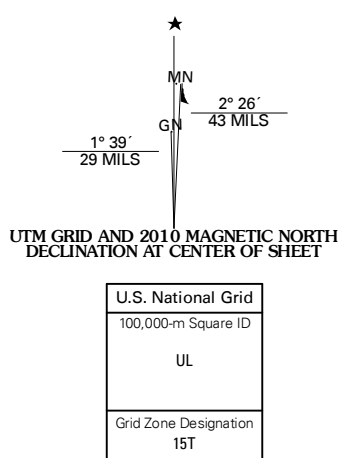 ★
MN
2° 26´
43 MILS
GN
1° 39´
29 MILS
UTM GRID AND 2010 MAGNETIC NORTH
DECLINATION AT CENTER OF SHEET
U.S. National Grid
100,000-m Square ID
UL
Grid Zone Designation
15T